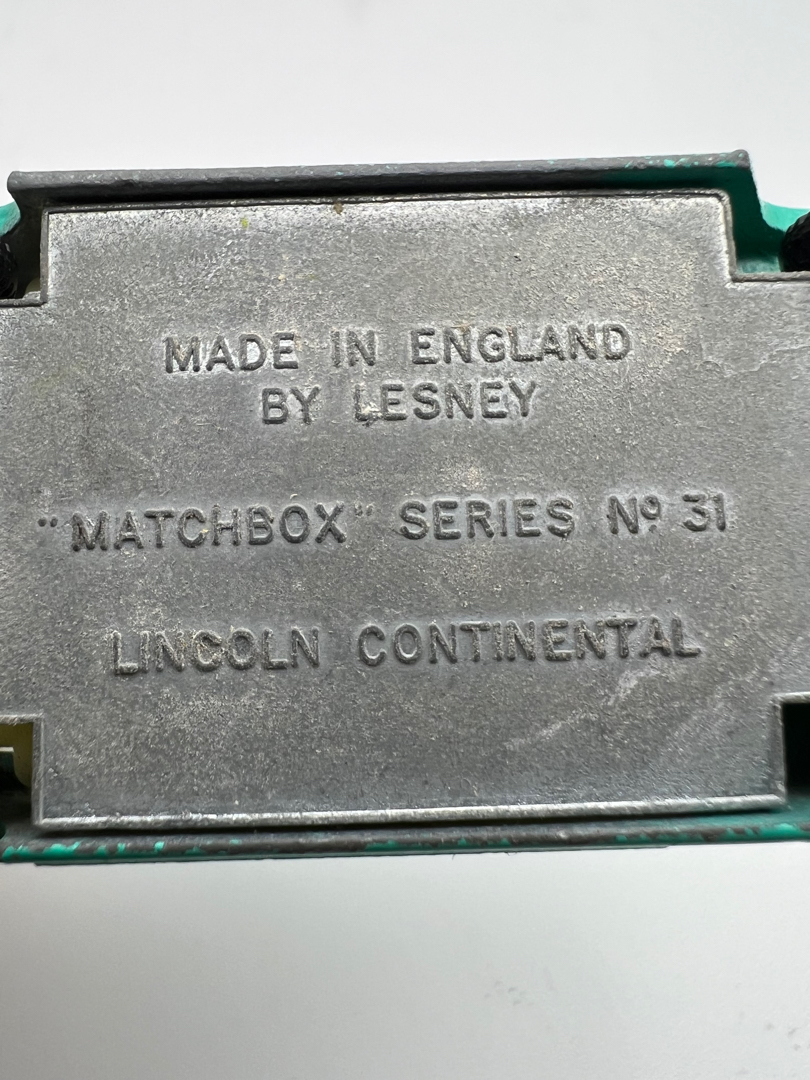 MADE IN ENGLAND
BY LESNEY
"MATCHBOX" SERIES Nº 31
LINCOLN CONTINENTAL